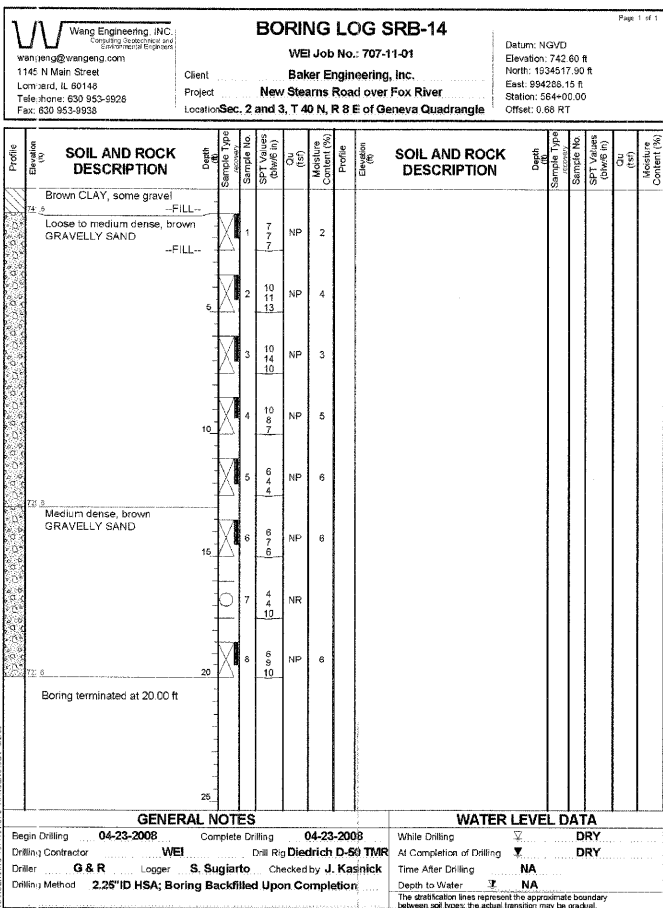 Page 1 of 1
Wang Engineering, INC.
Consulting Geotechnical and
Environmental Engineers
wangeng@wangeng.com
1145 N Main Street
Lombard, IL 60148
Telephone: 630 953-9928
Fax: 630 953-9938
BORING LOG SRB-14
WEI Job No.: 707-11-01
Client Baker Engineering, Inc.
Project New Stearns Road over Fox River
Location Sec. 2 and 3, T 40 N, R 8 E of Geneva Quadrangle
Datum: NGVD
Elevation: 742.60 ft
North: 1934517.90 ft
East: 994286.15 ft
Station: 564+00.00
Offset: 0.68 RT
Profile Elevation (ft) SOIL AND ROCK DESCRIPTION Depth (ft) Sample Type recovery Sample No. SPT Values (blw/6 in) Qu (tsf) Moisture Content (%)
Profile Elevation (ft) SOIL AND ROCK DESCRIPTION Depth (ft) Sample Type recovery Sample No. SPT Values (blw/6 in) Qu (tsf) Moisture Content (%)
Brown CLAY, some gravel
--FILL--
Loose to medium dense, brown
GRAVELLY SAND
--FILL--
1 7 7 7 NP 2
5 2 10 11 13 NP 4
3 10 14 10 NP 3
10 4 10 8 7 NP 5
5 6 4 4 NP 6
Medium dense, brown
GRAVELLY SAND
15 6 6 7 6 NP 6
7 4 4 10 NR
20 8 6 9 10 NP 6
Boring terminated at 20.00 ft
25
GENERAL NOTES
Begin Drilling 04-23-2008 Complete Drilling 04-23-2008
Drilling Contractor WEI Drill Rig Diedrich D-50 TMR
Driller G & R Logger S. Sugiarto Checked by J. Kasnick
Drilling Method 2.25"ID HSA; Boring Backfilled Upon Completion
WATER LEVEL DATA
While Drilling DRY
At Completion of Drilling DRY
Time After Drilling NA
Depth to Water NA
The stratification lines represent the approximate boundary
between soil types; the actual transition may be gradual.